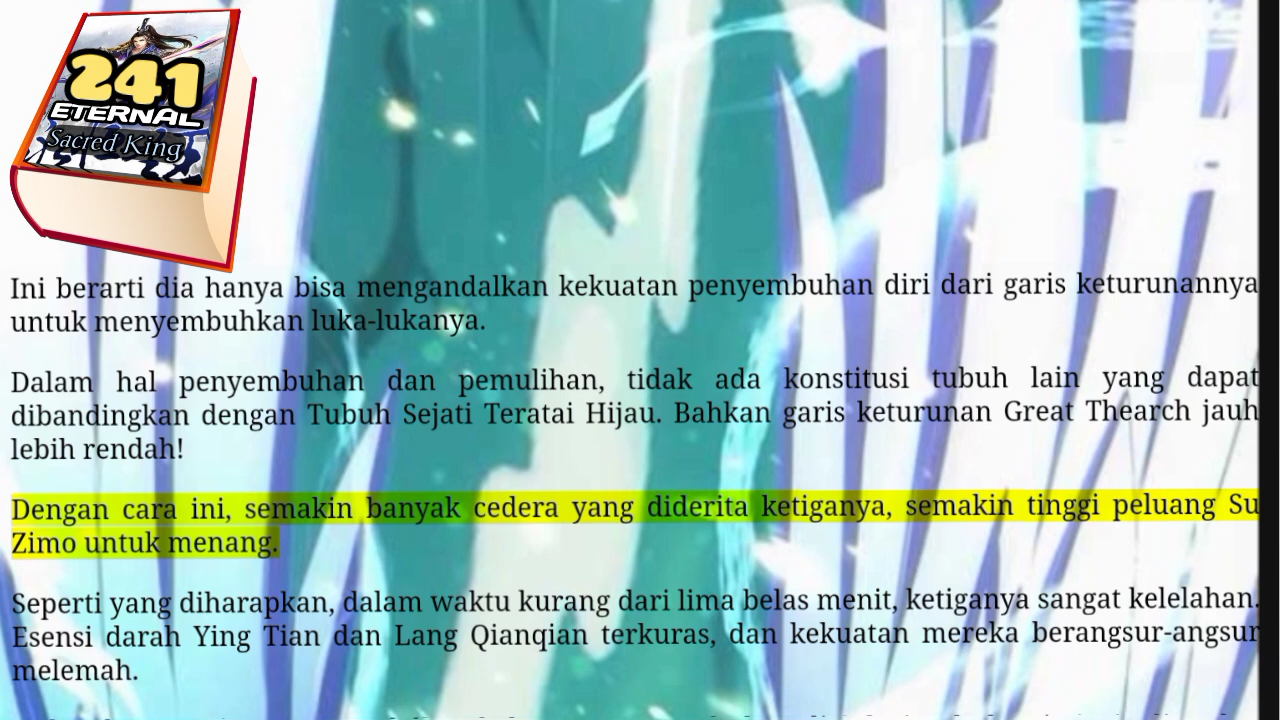 241
ETERNAL
Sacred King
Ini berarti dia hanya bisa mengandalkan kekuatan penyembuhan diri dari garis keturunannya
untuk menyembuhkan luka-lukanya.
Dalam hal penyembuhan dan pemulihan, tidak ada konstitusi tubuh lain yang dapat
dibandingkan dengan Tubuh Sejati Teratai Hijau. Bahkan garis keturunan Great Thearch jauh
lebih rendah!
Dengan cara ini, semakin banyak cedera yang diderita ketiganya, semakin tinggi peluang Su
Zimo untuk menang.
Seperti yang diharapkan, dalam waktu kurang dari lima belas menit, ketiganya sangat kelelahan.
Esensi darah Ying Tian dan Lang Qianqian terkuras, dan kekuatan mereka berangsur-angsur
melemah.